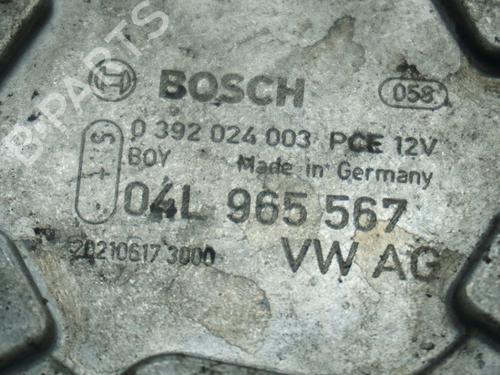 B-PARTS
BOSCH 058
0 392 024 003 PCE 12V
BOY Made in Germany
S : t : -
04L 965 567
20210617 3000 VW AG